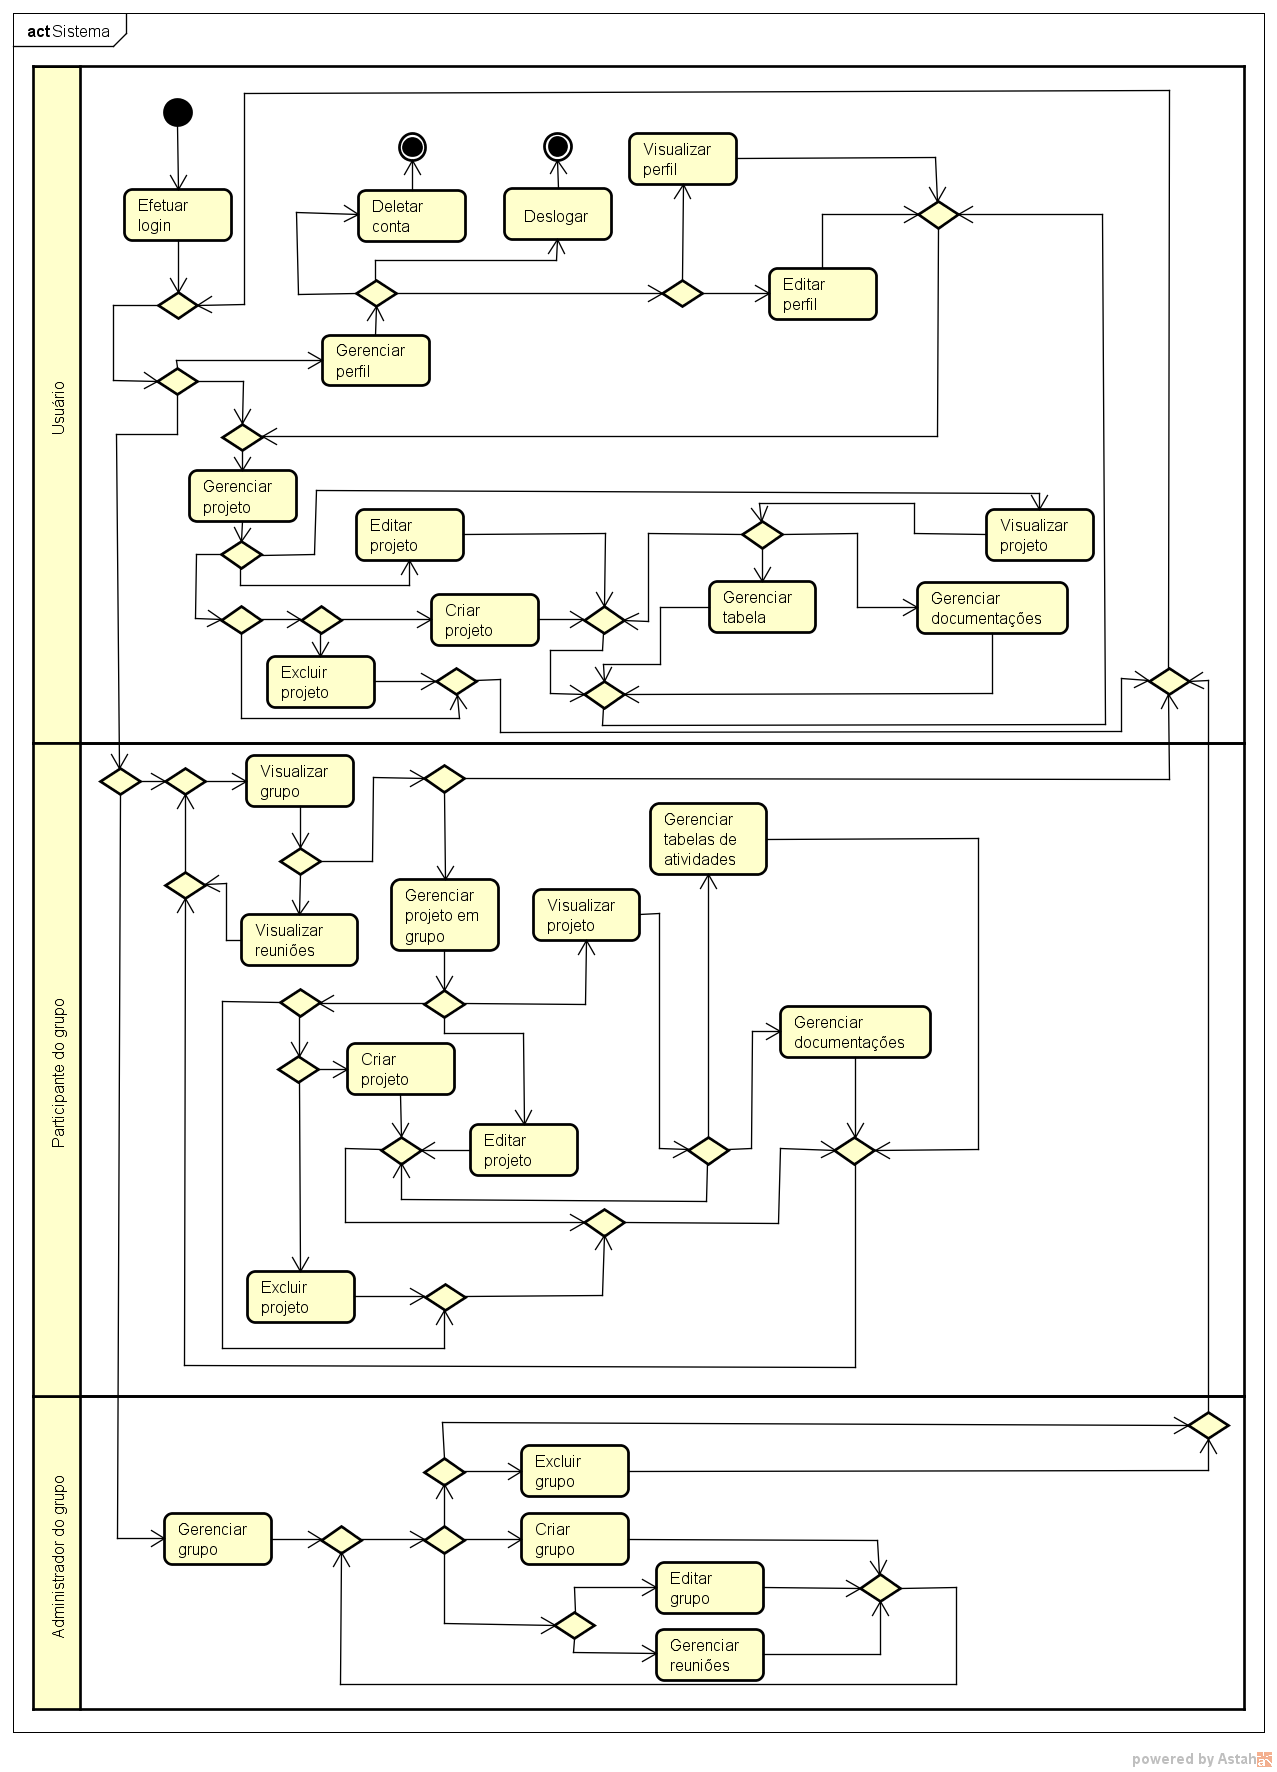 act Sistema
Usuário
Efetuar
login
Deletar
conta
Deslogar
Visualizar
perfil
Editar
perfil
Gerenciar
perfil
Gerenciar
projeto
Editar
projeto
Visualizar
projeto
Criar
projeto
Gerenciar
tabela
Gerenciar
documentações
Excluir
projeto
Participante do grupo
Visualizar
grupo
Gerenciar
tabelas de
atividades
Visualizar
reuniões
Gerenciar
projeto em
grupo
Visualizar
projeto
Gerenciar
documentações
Criar
projeto
Editar
projeto
Excluir
projeto
Administrador do grupo
Excluir
grupo
Gerenciar
grupo
Criar
grupo
Editar
grupo
Gerenciar
reuniões
powered by Astah